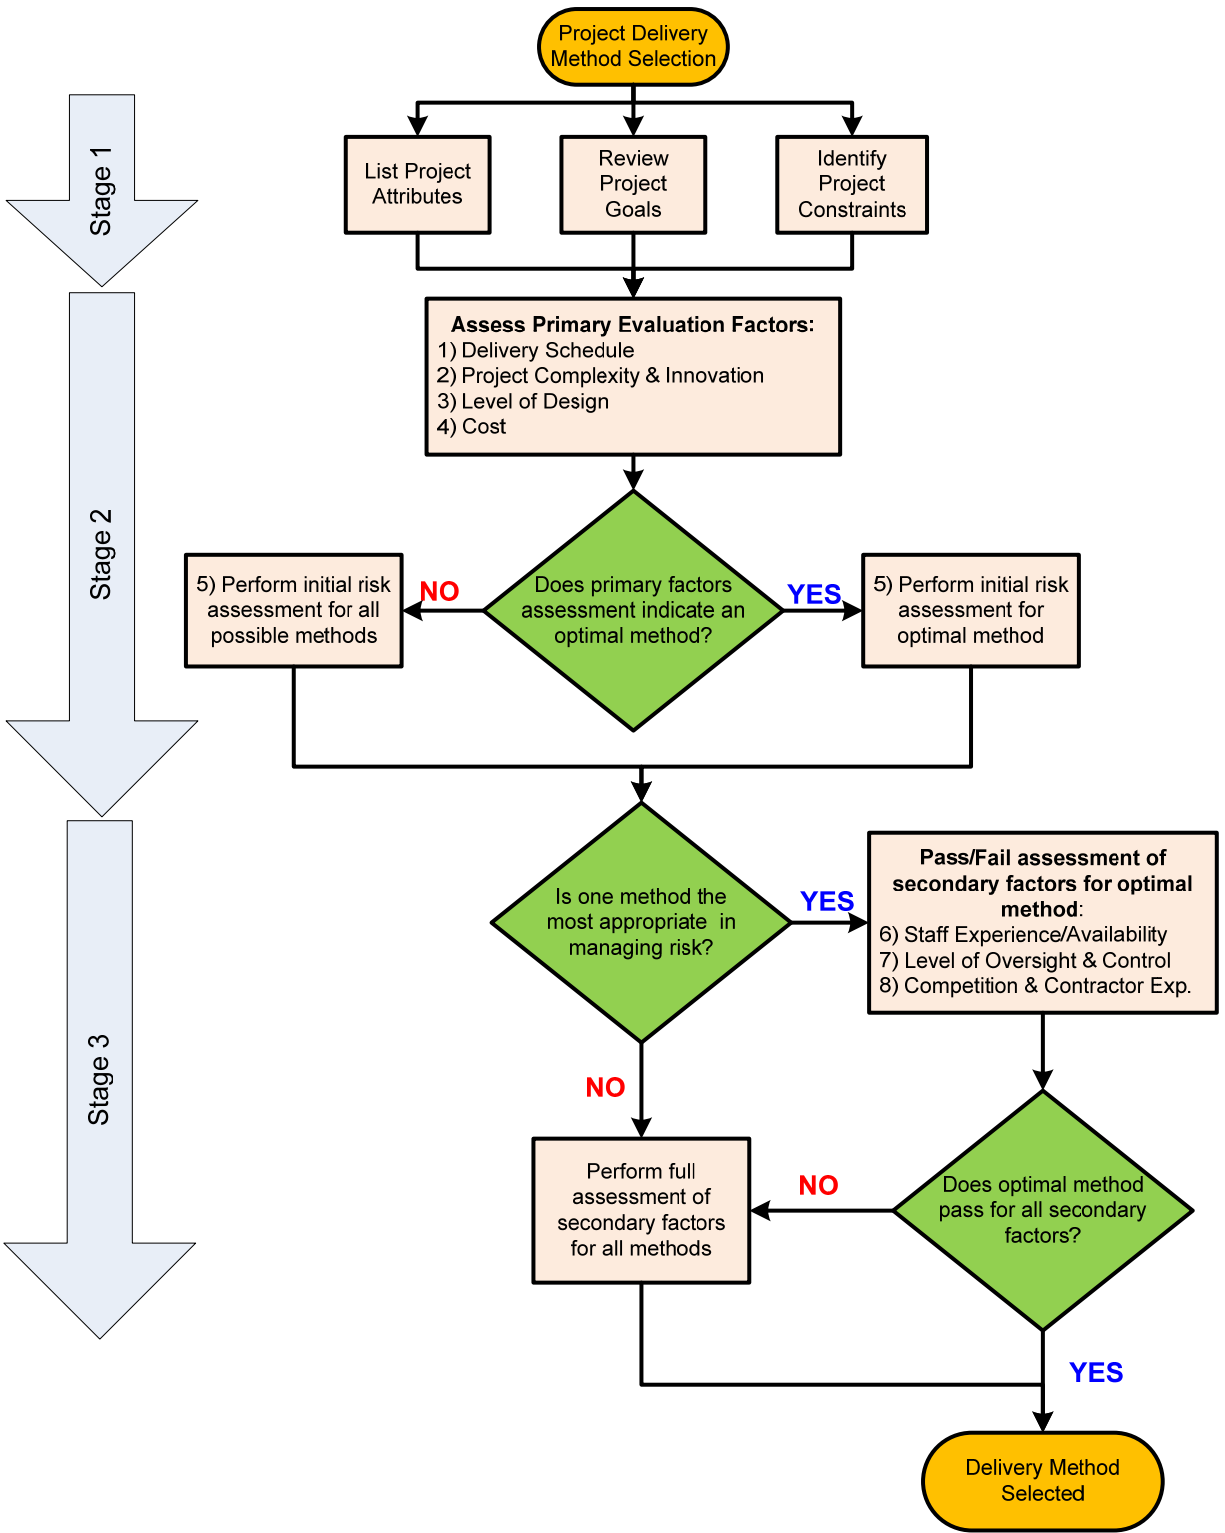 Project Delivery
Method Selection
Stage 1
List Project
Attributes
Review
Project
Goals
Identify
Project
Constraints
Assess Primary Evaluation Factors:
1) Delivery Schedule
2) Project Complexity & Innovation
3) Level of Design
4) Cost
Stage 2
5) Perform initial risk
assessment for all
possible methods
NO
Does primary factors
assessment indicate an
optimal method?
YES
5) Perform initial risk
assessment for
optimal method
Stage 3
Is one method the
most appropriate in
managing risk?
YES
Pass/Fail assessment of
secondary factors for optimal
method:
6) Staff Experience/Availability
7) Level of Oversight & Control
8) Competition & Contractor Exp.
NO
Perform full
assessment of
secondary factors
for all methods
NO
Does optimal method
pass for all secondary
factors?
YES
Delivery Method
Selected